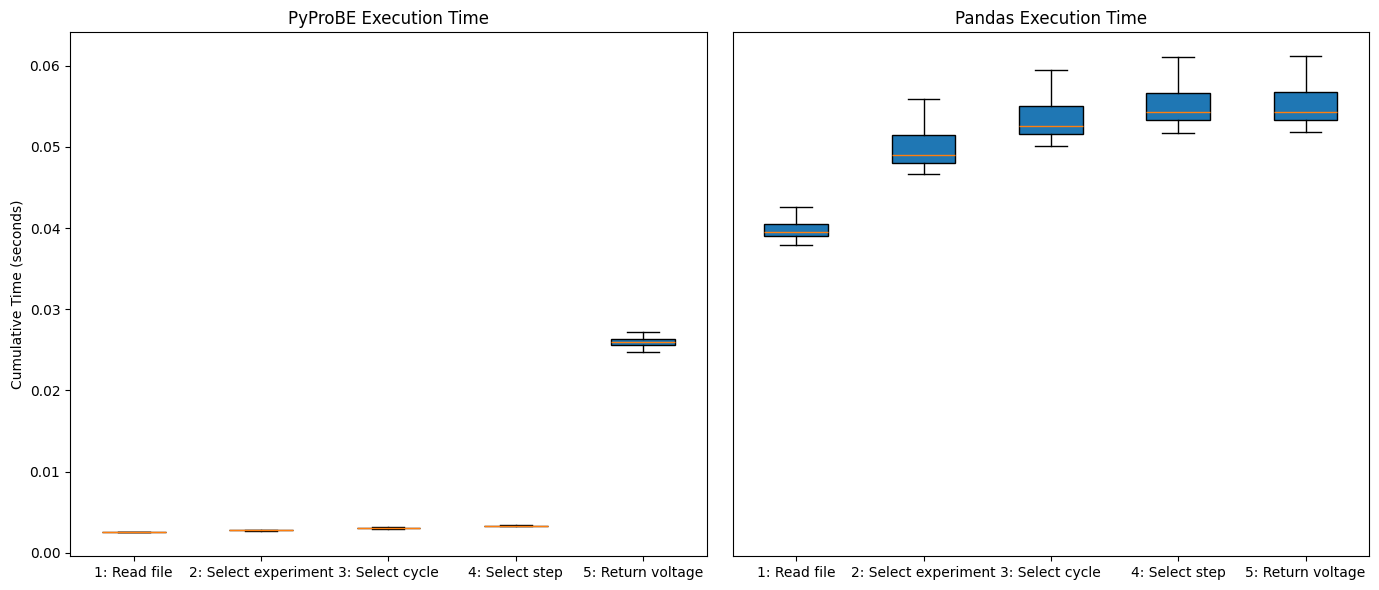 PyProBE Execution Time
Pandas Execution Time
Cumulative Time (seconds)
0.06
0.05
0.04
0.03
0.02
0.01
0.00
1: Read file 2: Select experiment 3: Select cycle 4: Select step 5: Return voltage
1: Read file 2: Select experiment 3: Select cycle 4: Select step 5: Return voltage